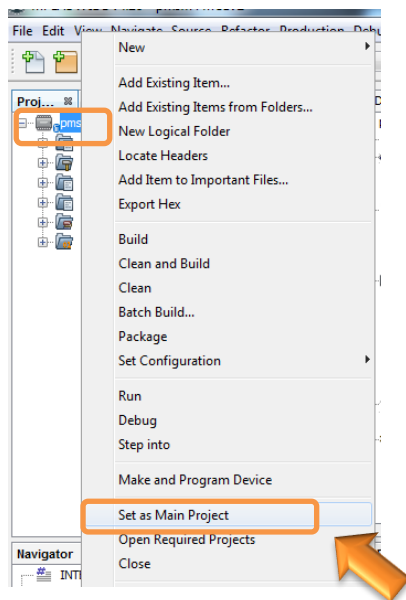 File Edit View Navigate Source Refactor Production Debu
New
Add Existing Item...
Proj...
Add Existing Items from Folders...
pms
New Logical Folder
Locate Headers
Add Item to Important Files...
Export Hex
Build
Clean and Build
Clean
Batch Build...
Package
Set Configuration
Run
Debug
Step into
Make and Program Device
Set as Main Project
Open Required Projects
Navigator
Close
INT